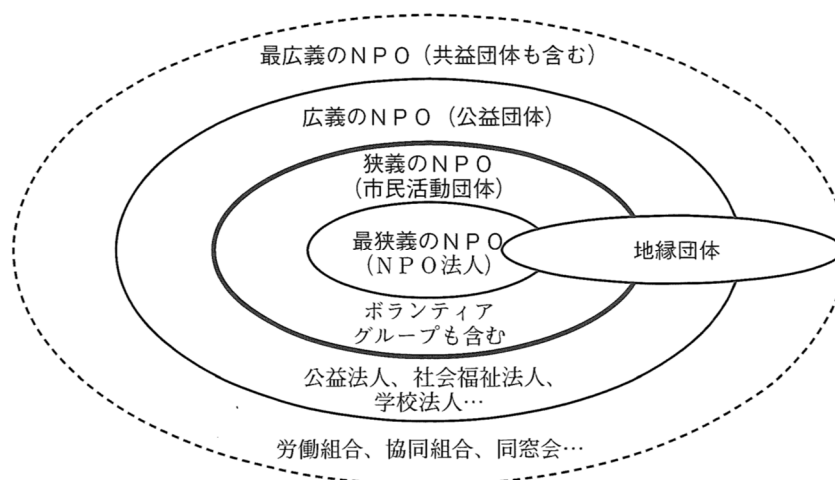 最広義のＮＰＯ（共益団体も含む）
広義のＮＰＯ（公益団体）
狭義のＮＰＯ
（市民活動団体）
最狭義のＮＰＯ
（ＮＰＯ法人）
地縁団体
ボランティア
グループも含む
公益法人、社会福祉法人、
学校法人…
労働組合、協同組合、同窓会…